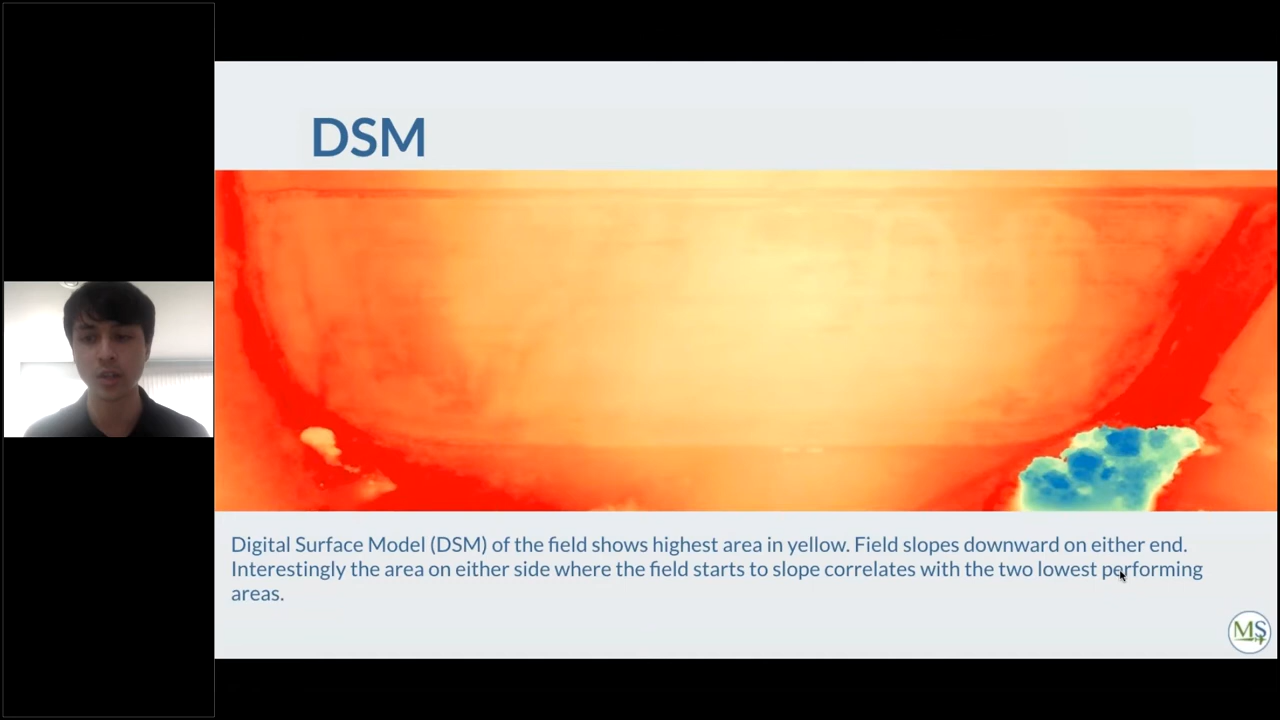 DSM
Digital Surface Model (DSM) of the field shows highest area in yellow. Field slopes downward on either end.
Interestingly the area on either side where the field starts to slope correlates with the two lowest performing
areas.
MS